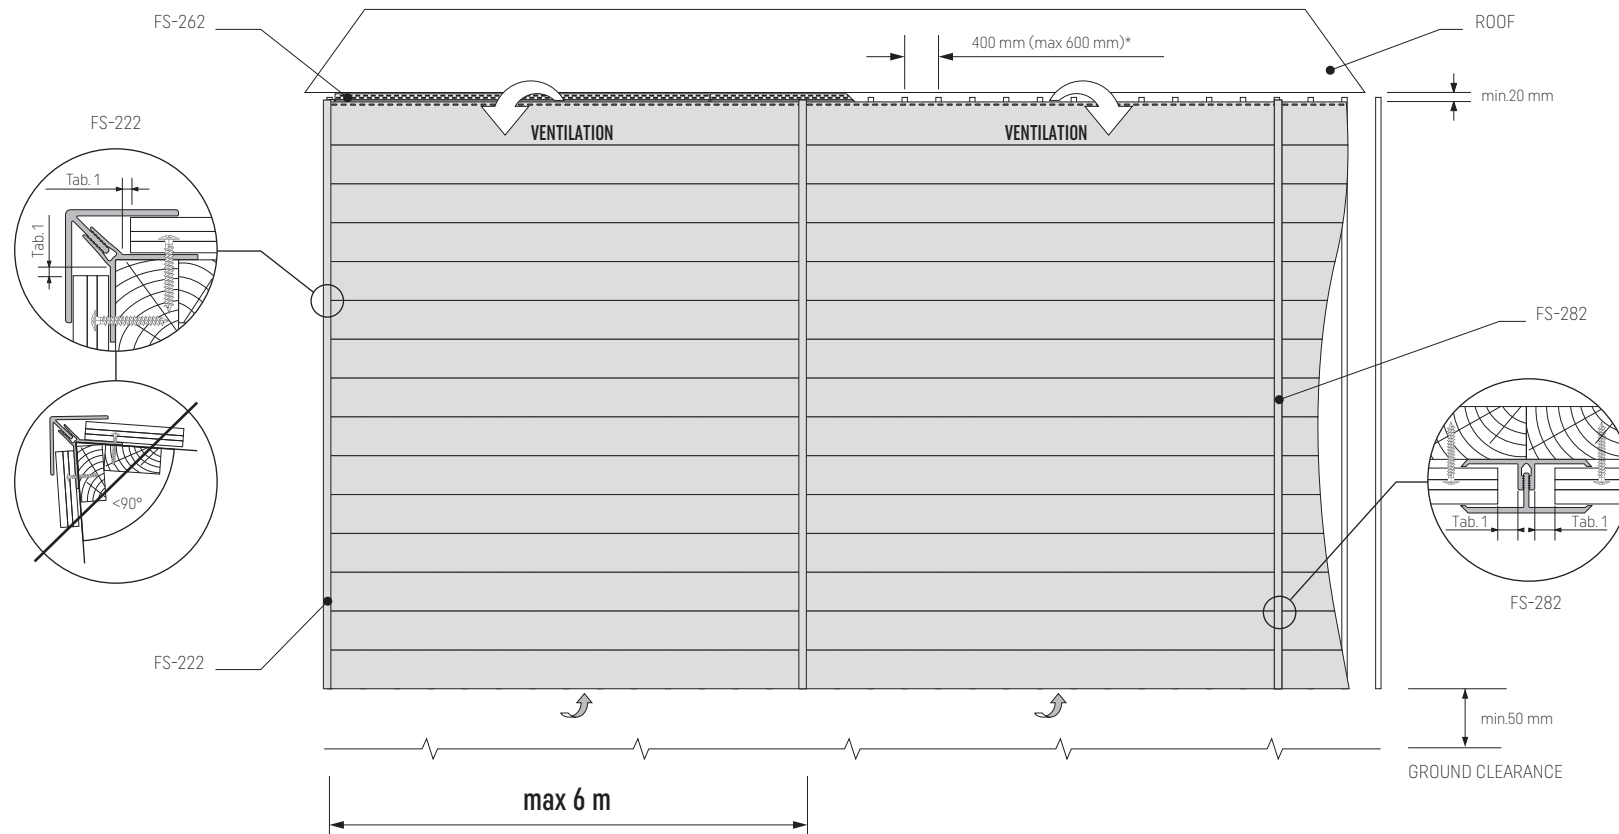 FS-262
400 mm (max 600 mm)*
ROOF
min.20 mm
FS-222
VENTILATION
VENTILATION
Tab. 1
Tab. 1
FS-282
<90°
Tab. 1
Tab. 1
FS-282
FS-222
min.50 mm
GROUND CLEARANCE
max 6 m